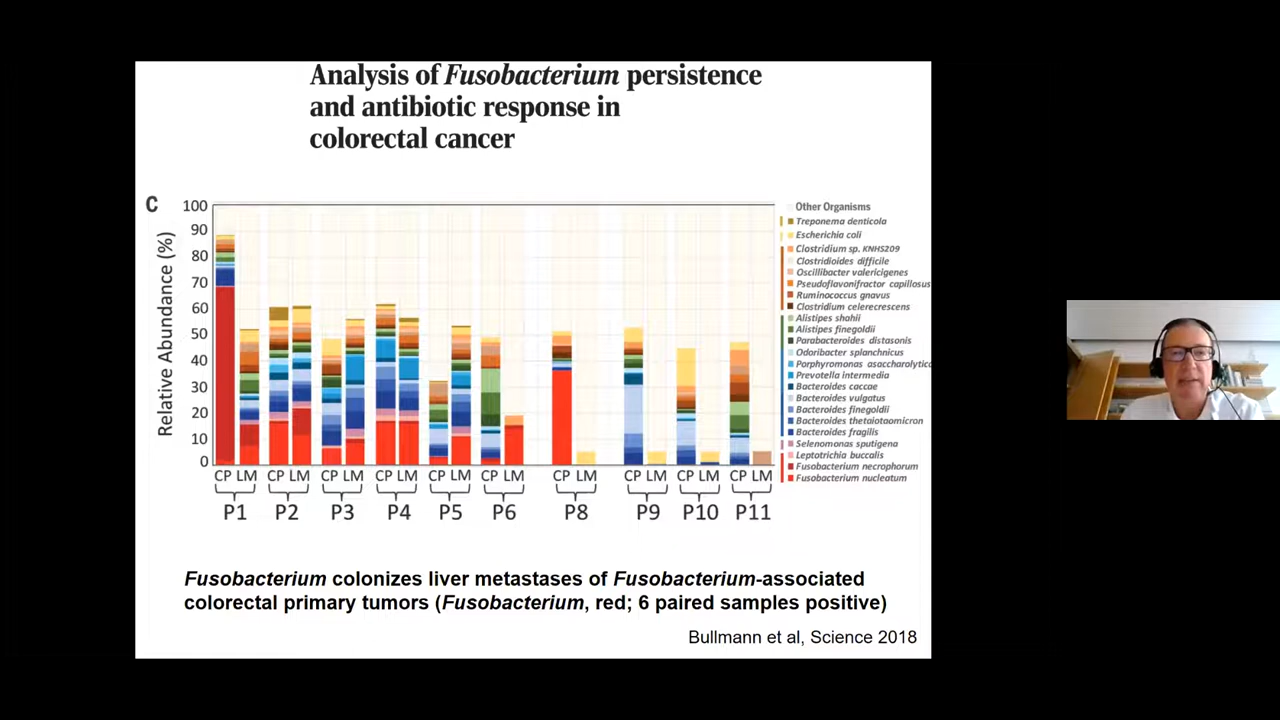 Analysis of Fusobacterium persistence
and antibiotic response in
colorectal cancer
C
Relative Abundance (%)
100
90
80
70
60
50
40
30
20
10
0
CP LM CP LM CP LM CP LM CP LM CP LM CP LM CP LM CP LM CP LM
P1 P2 P3 P4 P5 P6 P8 P9 P10 P11
Other Organisms
Treponema denticola
Escherichia coli
Clostridium sp. KNHS209
Clostridioides difficile
Oscillibacter valericigenes
Pseudoflavonifractor capillosus
Ruminococcus gnavus
Clostridium celerecrescens
Alistipes shahii
Alistipes finegoldii
Parabacteroides distasonis
Odoribacter splanchnicus
Porphyromonas asaccharolytica
Prevotella intermedia
Bacteroides caccae
Bacteroides vulgatus
Bacteroides finegoldii
Bacteroides thetaiotaomicron
Bacteroides fragilis
Selenomonas sputigena
Leptotrichia buccalis
Fusobacterium necrophorum
Fusobacterium nucleatum
Fusobacterium colonizes liver metastases of Fusobacterium-associated
colorectal primary tumors (Fusobacterium, red; 6 paired samples positive)
Bullmann et al, Science 2018